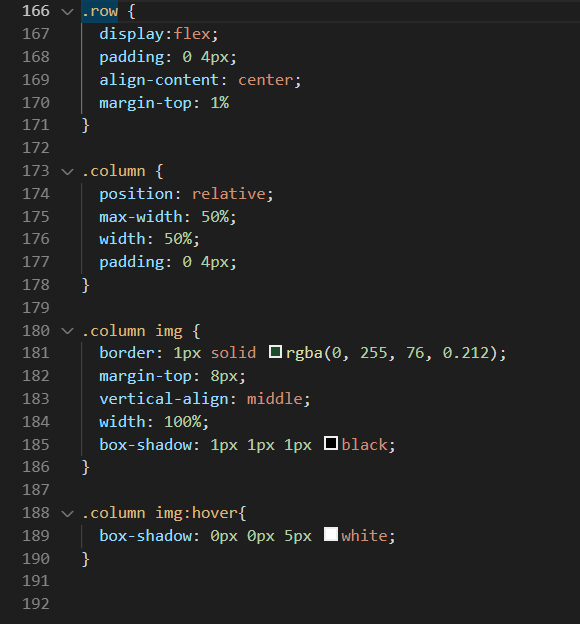 166 .row {
167 display:flex;
168 padding: 0 4px;
169 align-content: center;
170 margin-top: 1%
171 }
172
173 .column {
174 position: relative;
175 max-width: 50%;
176 width: 50%;
177 padding: 0 4px;
178 }
179
180 .column img {
181 border: 1px solid rgba(0, 255, 76, 0.212);
182 margin-top: 8px;
183 vertical-align: middle;
184 width: 100%;
185 box-shadow: 1px 1px 1px black;
186 }
187
188 .column img:hover{
189 box-shadow: 0px 0px 5px white;
190 }
191
192